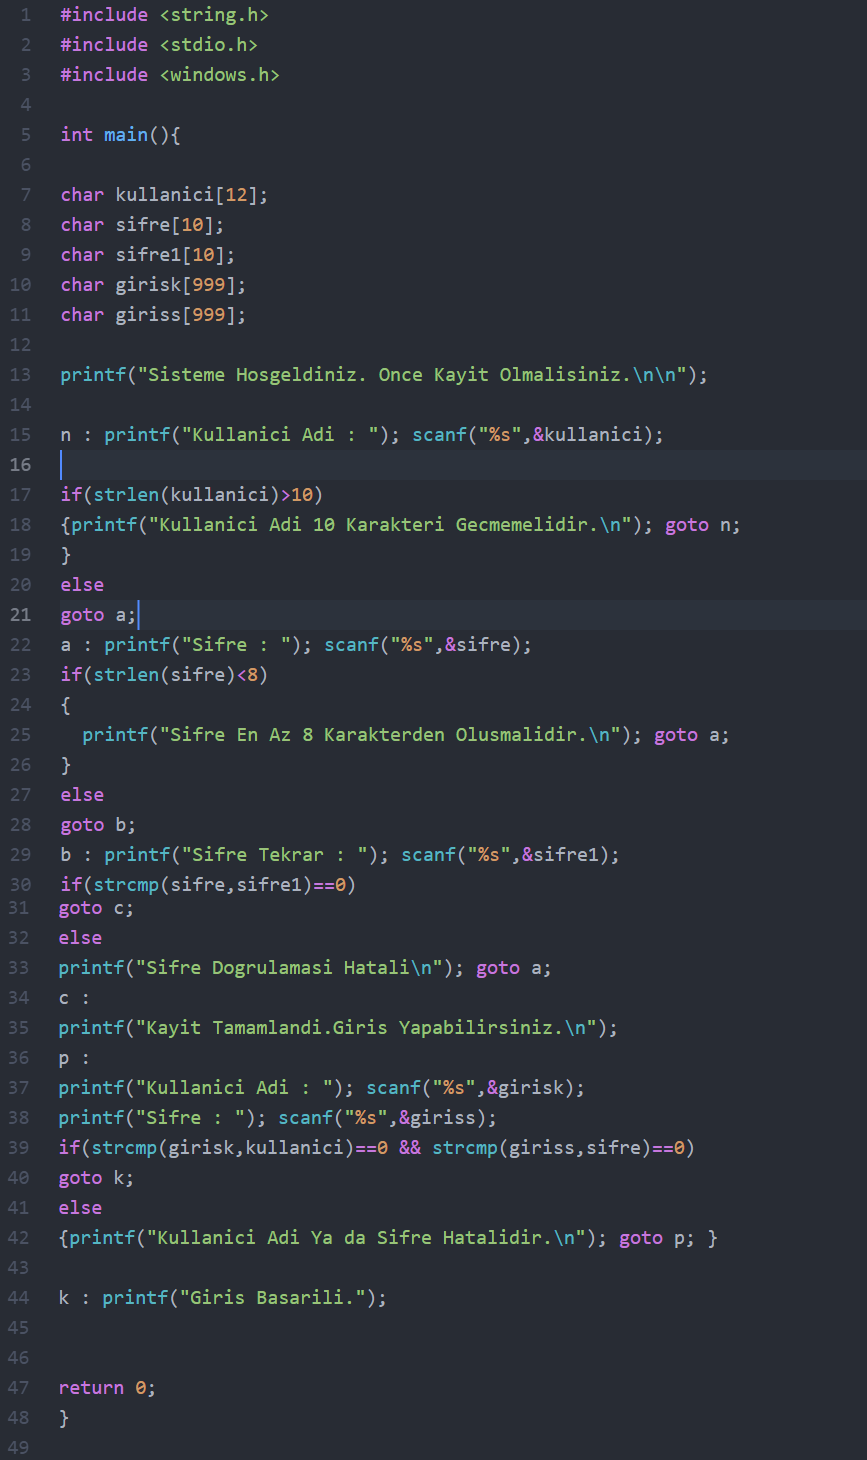 1 #include <string.h>
2 #include <stdio.h>
3 #include <windows.h>
4
5 int main(){
6
7 char kullanici[12];
8 char sifre[10];
9 char sifre1[10];
10 char girisk[999];
11 char giriss[999];
12
13 printf("Sisteme Hosgeldiniz. Once Kayit Olmalisiniz.\n\n");
14
15 n : printf("Kullanici Adi : "); scanf("%s",&kullanici);
16
17 if(strlen(kullanici)>10)
18 {printf("Kullanici Adi 10 Karakteri Gecmemelidir.\n"); goto n;
19 }
20 else
21 goto a;
22 a : printf("Sifre : "); scanf("%s",&sifre);
23 if(strlen(sifre)<8)
24 {
25   printf("Sifre En Az 8 Karakterden Olusmalidir.\n"); goto a;
26 }
27 else
28 goto b;
29 b : printf("Sifre Tekrar : "); scanf("%s",&sifre1);
30 if(strcmp(sifre,sifre1)==0)
31 goto c;
32 else
33 printf("Sifre Dogrulamasi Hatali\n"); goto a;
34 c :
35 printf("Kayit Tamamlandi.Giris Yapabilirsiniz.\n");
36 p :
37 printf("Kullanici Adi : "); scanf("%s",&girisk);
38 printf("Sifre : "); scanf("%s",&giriss);
39 if(strcmp(girisk,kullanici)==0 && strcmp(giriss,sifre)==0)
40 goto k;
41 else
42 {printf("Kullanici Adi Ya da Sifre Hatalidir.\n"); goto p; }
43
44 k : printf("Giris Basarili.");
45
46
47 return 0;
48 }
49